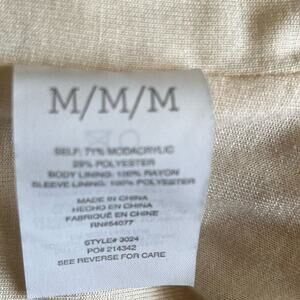 M/M/M
SELF: 71% MODACRYLIC
29% POLYESTER
BODY LINING: 100% RAYON
SLEEVE LINING: 100% POLYESTER
MADE IN CHINA
HECHO EN CHINA
FABRIQUÉ EN CHINE
RN#64077
STYLE# 3024
PO# 214342
SEE REVERSE FOR CARE